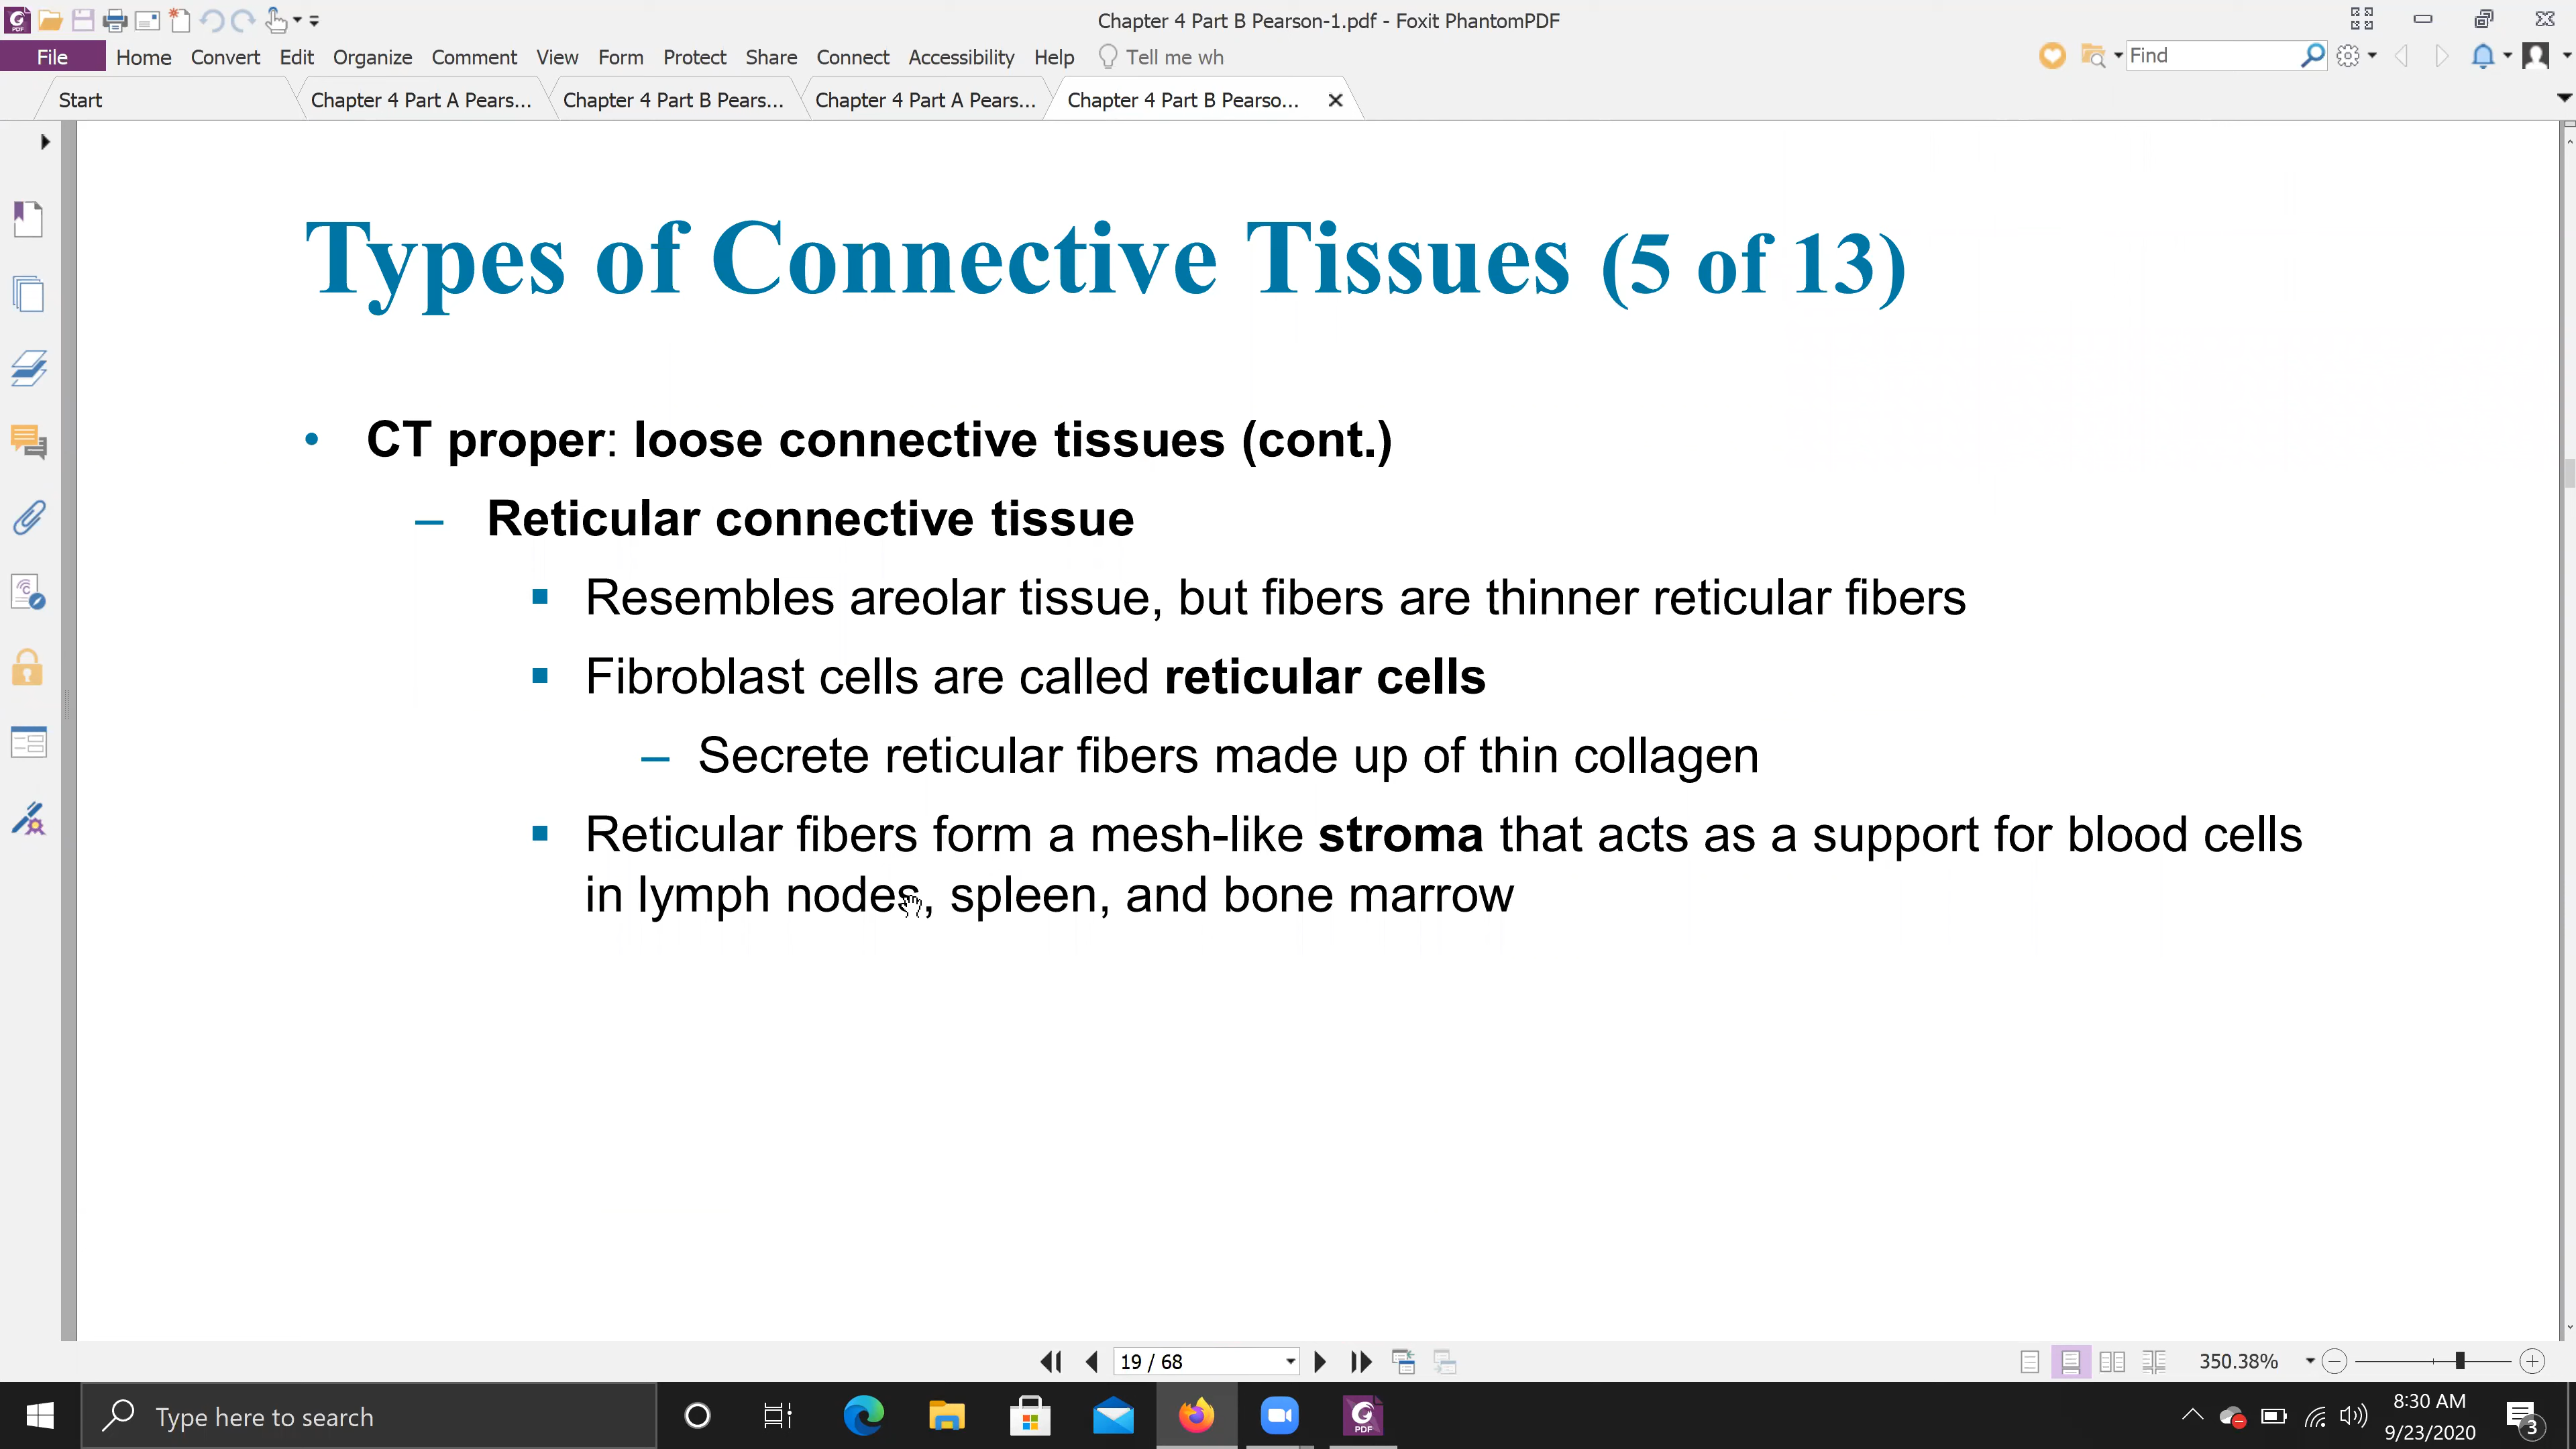 Chapter 4 Part B Pearson-1.pdf - Foxit PhantomPDF
File Home Convert Edit Organize Comment View Form Protect Share Connect Accessibility Help Tell me wh Find
Start Chapter 4 Part A Pears... Chapter 4 Part B Pears... Chapter 4 Part A Pears... Chapter 4 Part B Pearso...
Types of Connective Tissues (5 of 13)
• CT proper: loose connective tissues (cont.)
– Reticular connective tissue
▪ Resembles areolar tissue, but fibers are thinner reticular fibers
▪ Fibroblast cells are called reticular cells
– Secrete reticular fibers made up of thin collagen
▪ Reticular fibers form a mesh-like stroma that acts as a support for blood cells
in lymph nodes, spleen, and bone marrow
19 / 68 350.38%
Type here to search
PDF
8:30 AM
9/23/2020
3